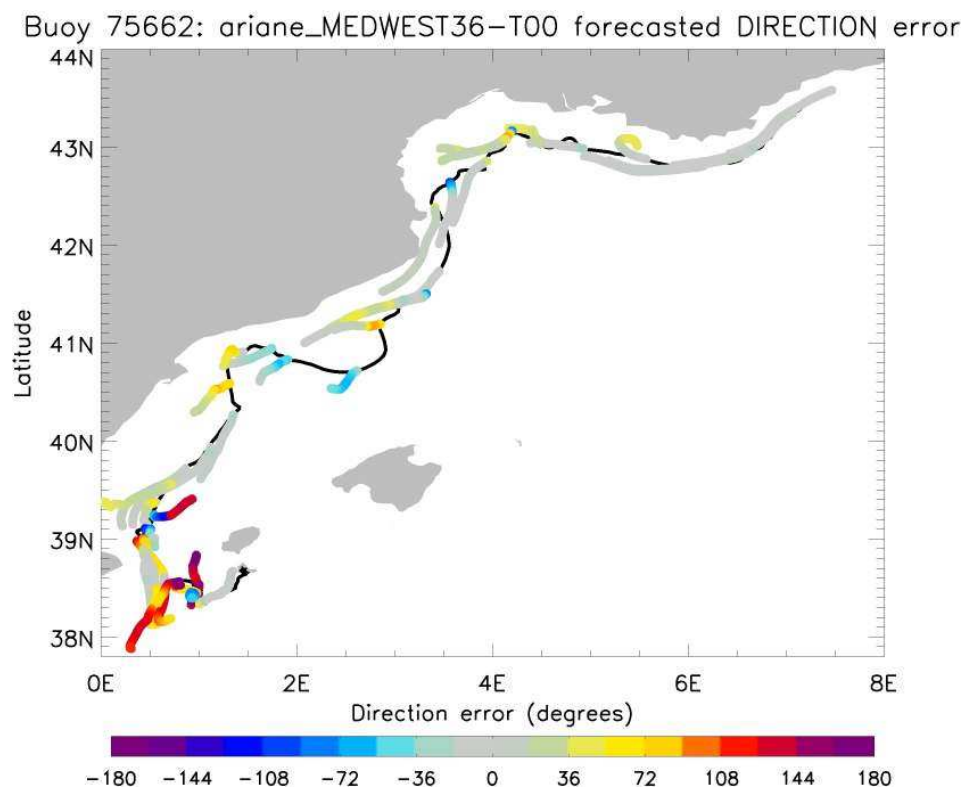 Buoy 75662: ariane_MEDWEST36-T00 forecasted DIRECTION error
44N
43N
42N
41N
40N
39N
38N
Latitude
0E 2E 4E 6E 8E
Direction error (degrees)
-180 -144 -108 -72 -36 0 36 72 108 144 180